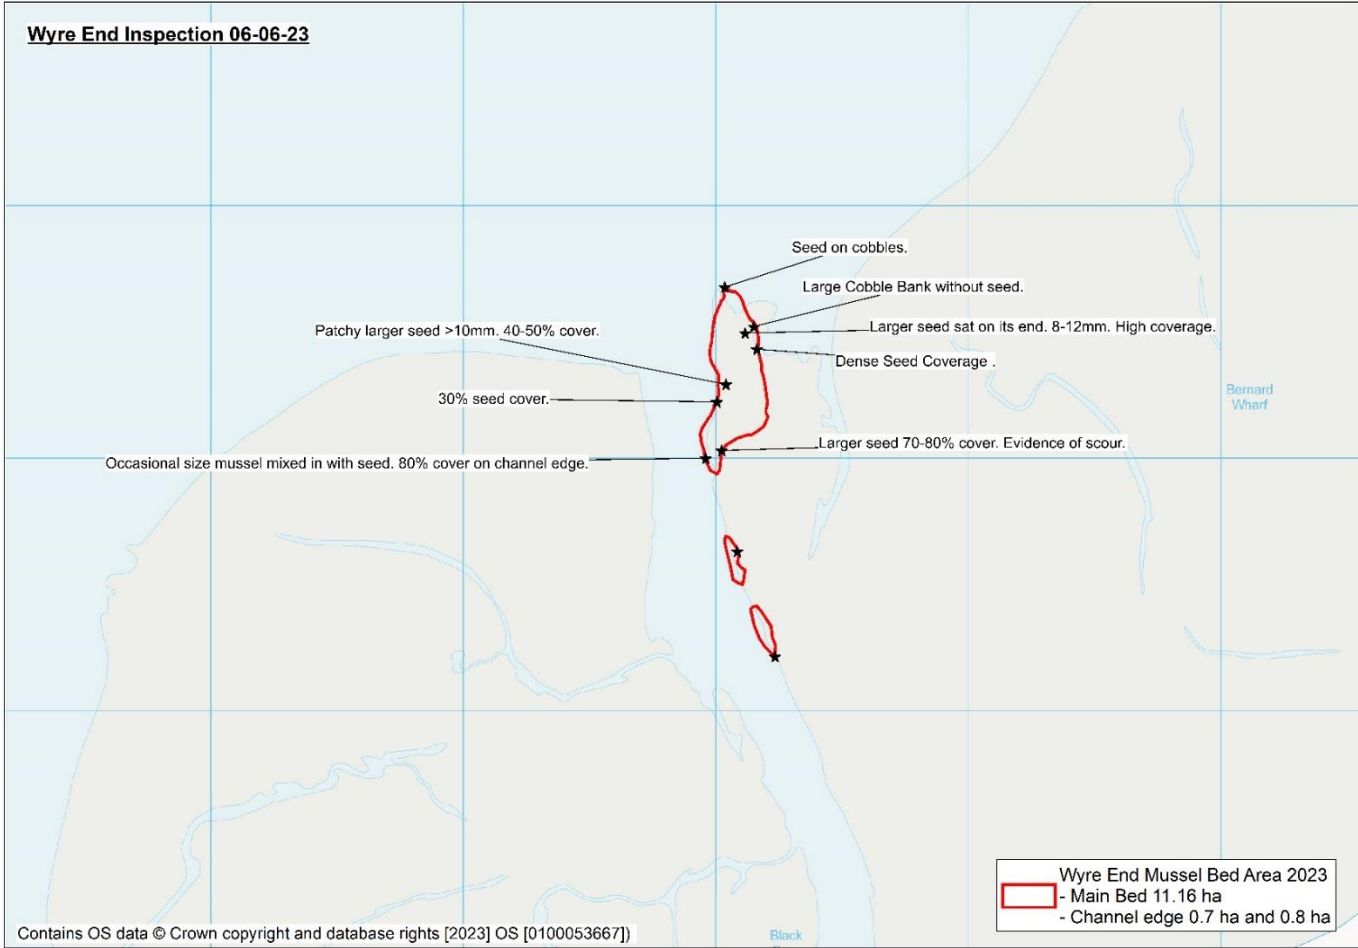 Wyre End Inspection 06-06-23
Seed on cobbles.
Large Cobble Bank without seed.
Patchy larger seed >10mm. 40-50% cover.
Larger seed sat on its end. 8-12mm. High coverage.
Dense Seed Coverage .
Bernard
Wharf
30% seed cover.
Larger seed 70-80% cover. Evidence of scour.
Occasional size mussel mixed in with seed. 80% cover on channel edge.
Wyre End Mussel Bed Area 2023
- Main Bed 11.16 ha
- Channel edge 0.7 ha and 0.8 ha
Contains OS data © Crown copyright and database rights [2023] OS [0100053667])
Black